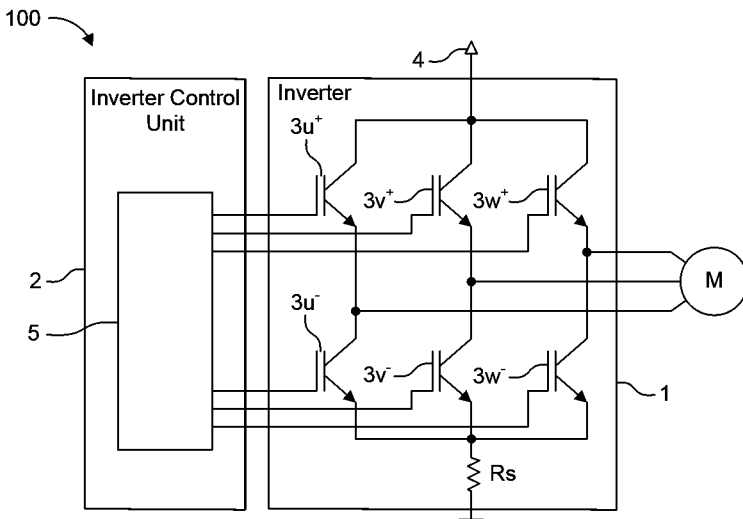 100
4
Inverter Control
Unit
Inverter
3u+
3v+
3w+
2
M
5
3u-
3v-
3w-
1
Rs